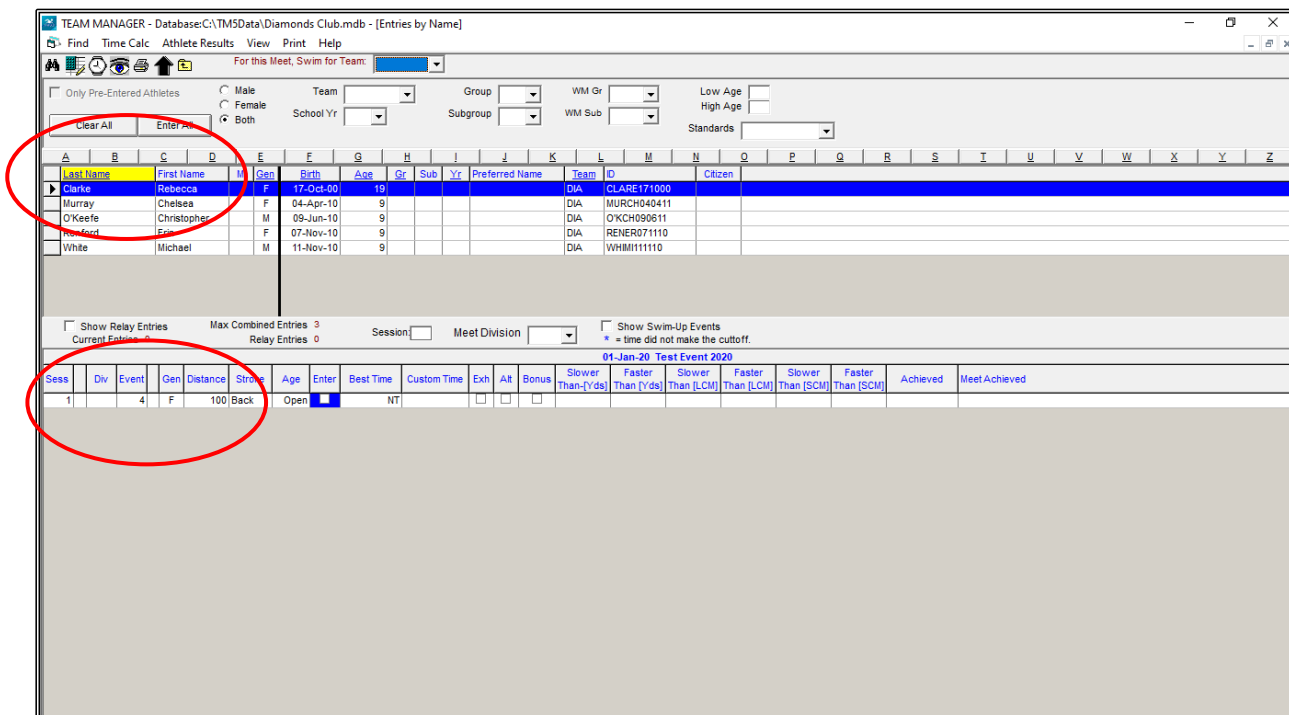 TEAM MANAGER - Database:C:\TM5Data\Diamonds Club.mdb - [Entries by Name]
Find Time Calc Athlete Results View Print Help
For this Meet, Swim for Team:
Only Pre-Entered Athletes Male Team Group WM Gr Low Age
Female High Age
Clear All Enter All Both School Yr Subgroup WM Sub
Standards
A B C D E F G H I J K L M N O P Q R S T U V W X Y Z
Last Name First Name M Gen Birth Age Gr Sub Yr Preferred Name Team ID Citizen
Clarke Rebecca F 17-Oct-00 19 DIA CLARE171000
Murray Chelsea F 04-Apr-10 9 DIA MURCH040411
O'Keefe Christopher M 09-Jun-10 9 DIA O'KCH090611
F 07-Nov-10 9 DIA RENER071110
White Michael M 11-Nov-10 9 DIA WHIMI111110
Show Relay Entries Max Combined Entries 3 Session: Meet Division Show Swim-Up Events
Current Entries 0 Relay Entries 0 * = time did not make the cuttoff.
01-Jan-20 Test Event 2020
Sess Div Event Gen Distance Stroke Age Enter Best Time Custom Time Exh Alt Bonus Slower Than-[Yds] Faster Than [Yds] Slower Than [LCM] Faster Than [LCM] Slower Than [SCM] Faster Than [SCM] Achieved Meet Achieved
1 4 F 100 Back Open NT